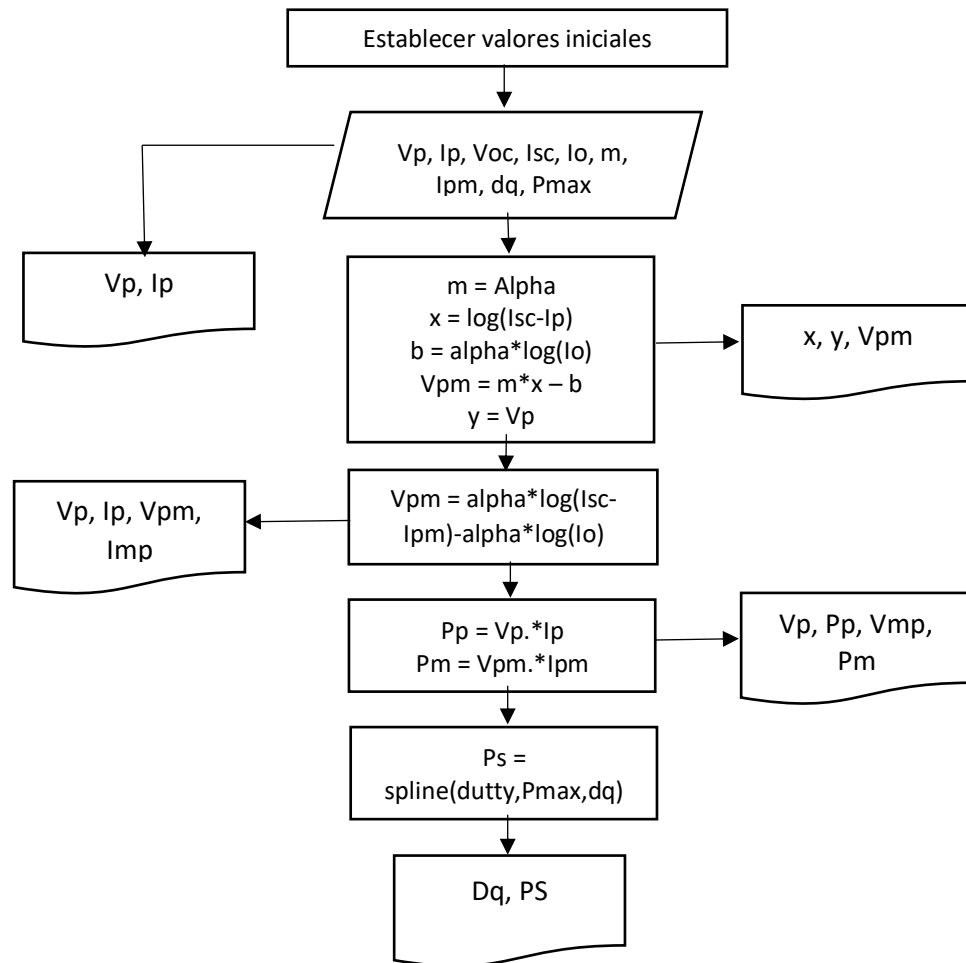 Establecer valores iniciales
Vp, Ip, Voc, Isc, Io, m,
Ipm, dq, Pmax
Vp, Ip
m = Alpha
x = log(Isc-Ip)
b = alpha*log(Io)
Vpm = m*x – b
y = Vp
x, y, Vpm
Vpm = alpha*log(Isc-
Ipm)-alpha*log(Io)
Vp, Ip, Vpm,
Imp
Pp = Vp.*Ip
Pm = Vpm.*Ipm
Vp, Pp, Vmp,
Pm
Ps =
spline(dutty,Pmax,dq)
Dq, PS